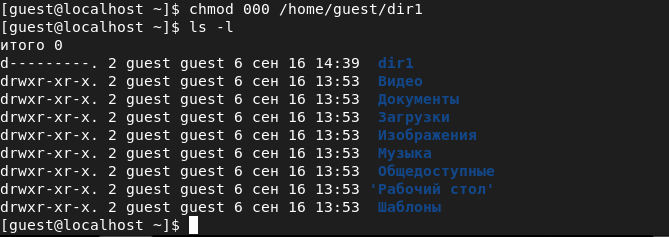 [guest@localhost ~]$ chmod 000 /home/guest/dir1
[guest@localhost ~]$ ls -l
итого 0
d---------. 2 guest guest 6 сен 16 14:39  dir1
drwxr-xr-x. 2 guest guest 6 сен 16 13:53  Видео
drwxr-xr-x. 2 guest guest 6 сен 16 13:53  Документы
drwxr-xr-x. 2 guest guest 6 сен 16 13:53  Загрузки
drwxr-xr-x. 2 guest guest 6 сен 16 13:53  Изображения
drwxr-xr-x. 2 guest guest 6 сен 16 13:53  Музыка
drwxr-xr-x. 2 guest guest 6 сен 16 13:53  Общедоступные
drwxr-xr-x. 2 guest guest 6 сен 16 13:53 'Рабочий стол'
drwxr-xr-x. 2 guest guest 6 сен 16 13:53  Шаблоны
[guest@localhost ~]$